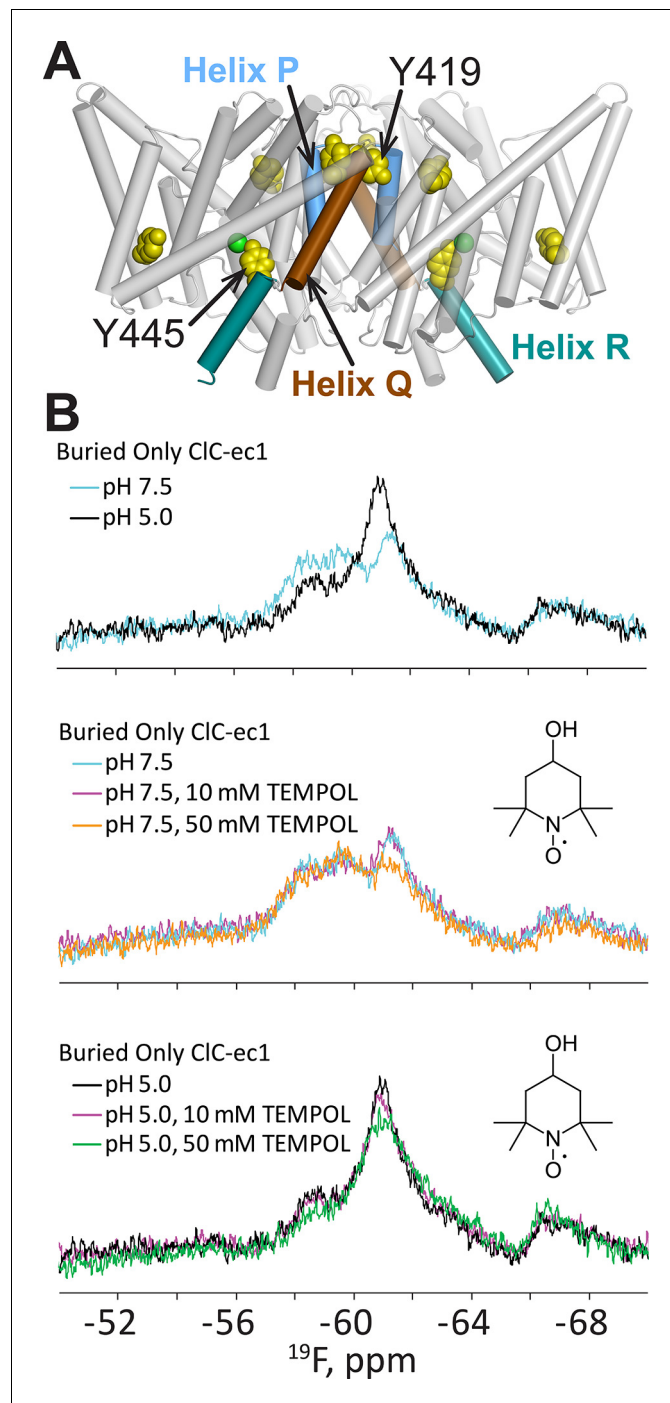 A
Helix P
Y419
Y445
Helix R
Helix Q
B
Buried Only ClC-ec1
pH 7.5
pH 5.0
Buried Only ClC-ec1
pH 7.5
pH 7.5, 10 mM TEMPOL
pH 7.5, 50 mM TEMPOL
OH
N
O·
Buried Only ClC-ec1
pH 5.0
pH 5.0, 10 mM TEMPOL
pH 5.0, 50 mM TEMPOL
OH
N
O·
-52 -56 -60 -64 -68
¹⁹F, ppm